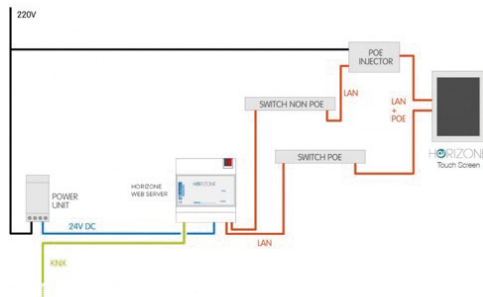 220V
POE
INJECTOR
LAN
SWITCH NON POE
LAN
+
POE
HORIZONE
Touch Screen
SWITCH POE
HORIZONE
WEB SERVER
HORIZONE
POWER
UNIT
24V DC
LAN
KNX